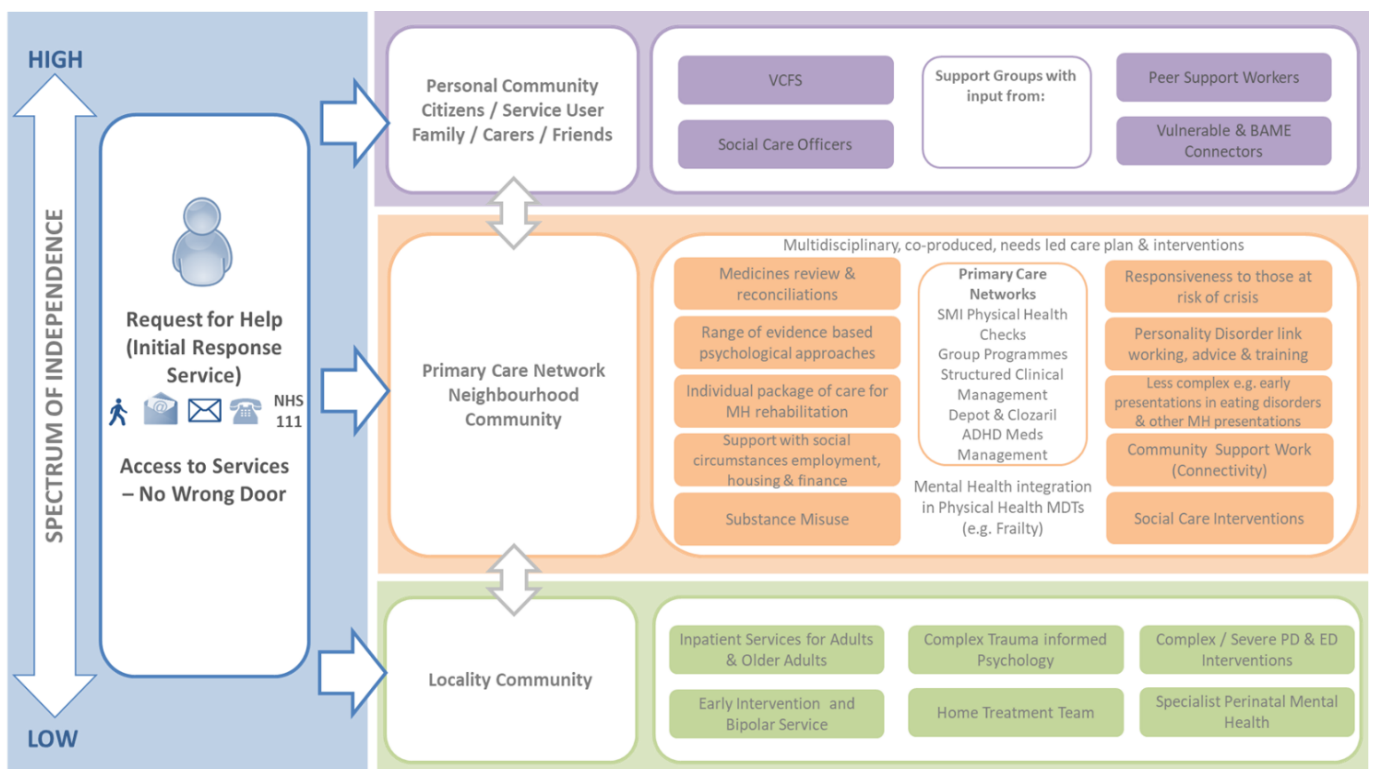 HIGH
SPECTRUM OF INDEPENDENCE
LOW
Request for Help
(Initial Response
Service)
NHS
111
Access to Services
– No Wrong Door
Personal Community
Citizens / Service User
Family / Carers / Friends
VCFS
Social Care Officers
Support Groups with
input from:
Peer Support Workers
Vulnerable & BAME
Connectors
Primary Care Network
Neighbourhood
Community
Multidisciplinary, co-produced, needs led care plan & interventions
Medicines review &
reconciliations
Range of evidence based
psychological approaches
Individual package of care for
MH rehabilitation
Support with social
circumstances employment,
housing & finance
Substance Misuse
Primary Care
Networks
SMI Physical Health
Checks
Group Programmes
Structured Clinical
Management
Depot & Clozaril
ADHD Meds
Management
Mental Health integration
in Physical Health MDTs
(e.g. Frailty)
Responsiveness to those at
risk of crisis
Personality Disorder link
working, advice & training
Less complex e.g. early
presentations in eating disorders
& other MH presentations
Community Support Work
(Connectivity)
Social Care Interventions
Locality Community
Inpatient Services for Adults
& Older Adults
Complex Trauma informed
Psychology
Complex / Severe PD & ED
Interventions
Early Intervention and
Bipolar Service
Home Treatment Team
Specialist Perinatal Mental
Health